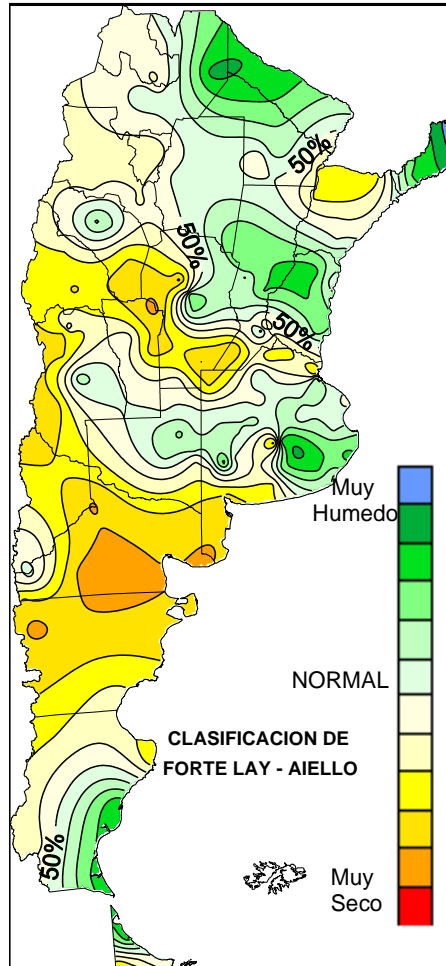 50%
50%
50%
Muy
Humedo
NORMAL
CLASIFICACION DE
FORTE LAY - AIELLO
50%
Muy
Seco